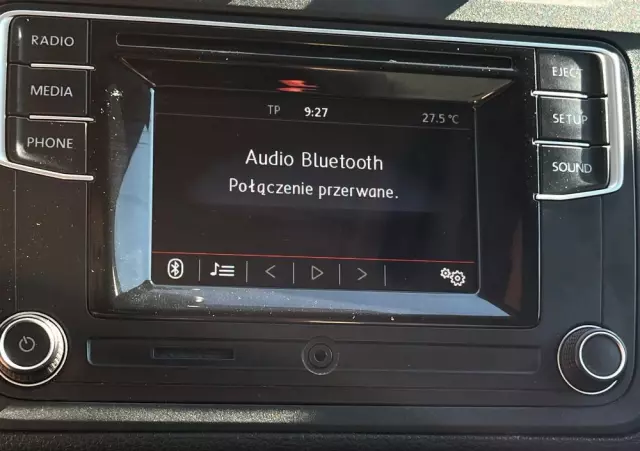 RADIO
MEDIA
PHONE
EJECT
SETUP
SOUND
TP 9:27 27.5 °C
Audio Bluetooth
Połączenie przerwane.